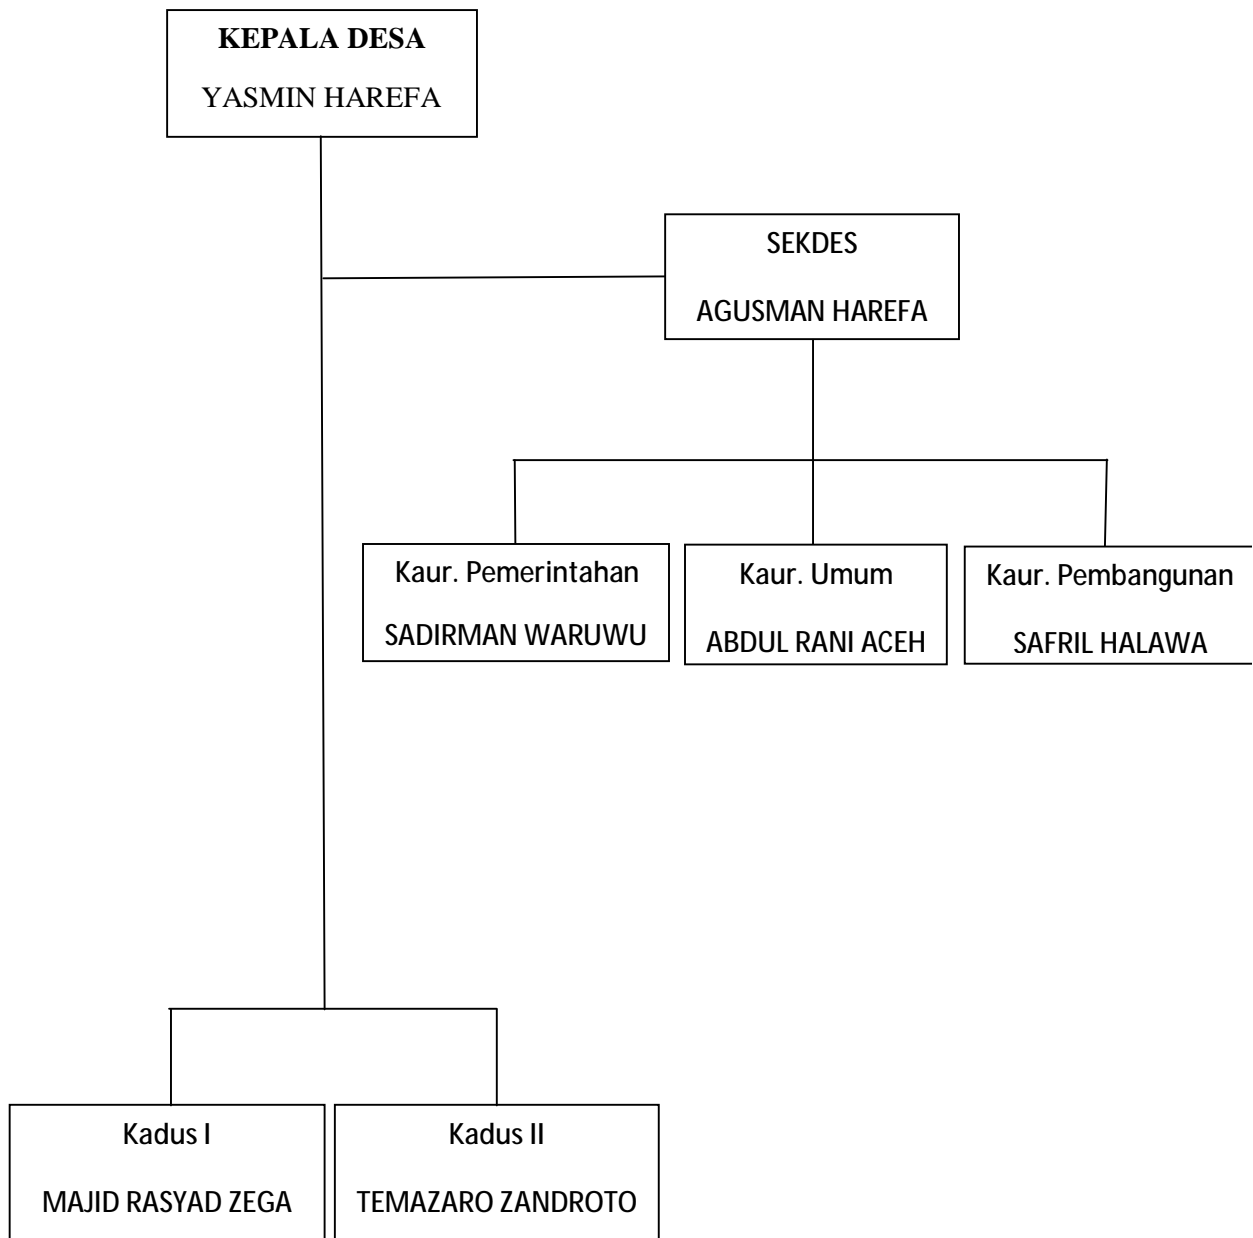 KEPALA DESA
YASMIN HAREFA
SEKDES
AGUSMAN HAREFA
Kaur. Pemerintahan
SADIRMAN WARUWU
Kaur. Umum
ABDUL RANI ACEH
Kaur. Pembangunan
SAFRIL HALAWA
Kadus I
MAJID RASYAD ZEGA
Kadus II
TEMAZARO ZANDROTO